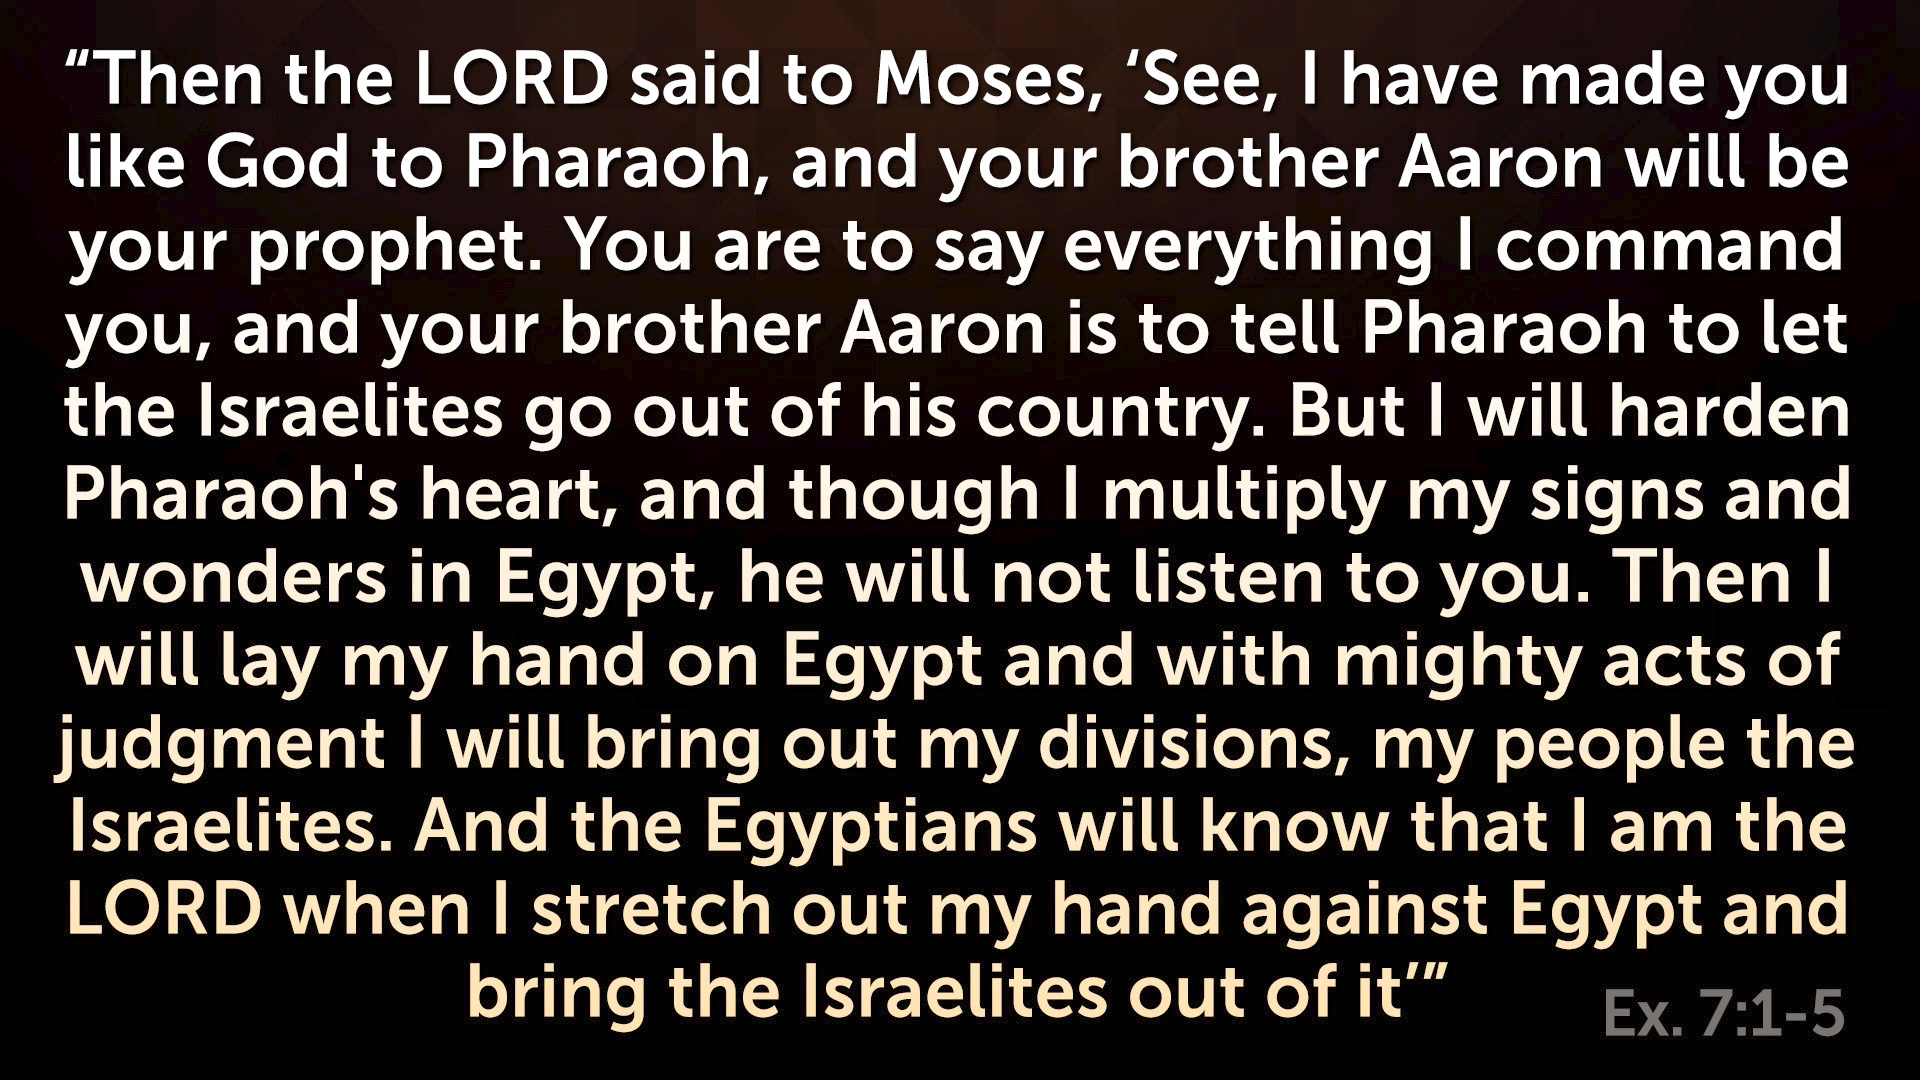 “Then the LORD said to Moses, ‘See, I have made you
like God to Pharaoh, and your brother Aaron will be
your prophet. You are to say everything I command
you, and your brother Aaron is to tell Pharaoh to let
the Israelites go out of his country. But I will harden
Pharaoh's heart, and though I multiply my signs and
wonders in Egypt, he will not listen to you. Then I
will lay my hand on Egypt and with mighty acts of
judgment I will bring out my divisions, my people the
Israelites. And the Egyptians will know that I am the
LORD when I stretch out my hand against Egypt and
bring the Israelites out of it’”
Ex. 7:1-5